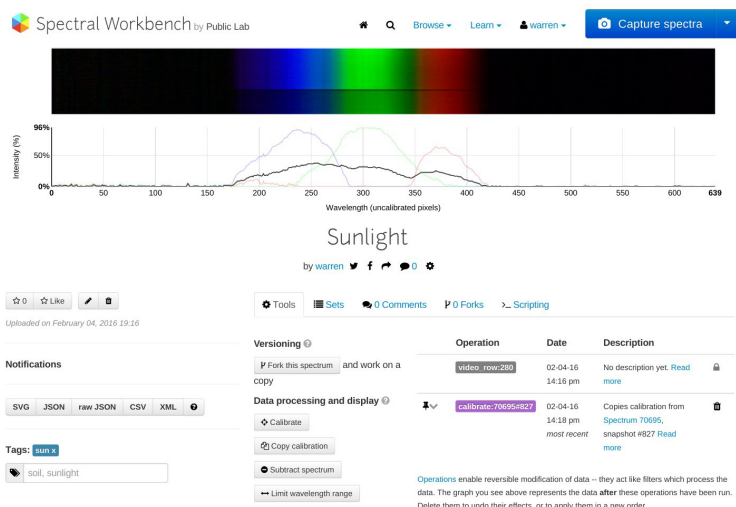 Spectral Workbench by Public Lab
Browse
Learn
warren
Capture spectra
96%
50%
0%
Intensity (%)
0 50 100 150 200 250 300 350 400 450 500 550 600 639
Wavelength (uncalibrated pixels)
Sunlight
by warren 0
0 Like
Uploaded on February 04, 2016 19:16
Notifications
SVG JSON raw JSON CSV XML
Tags: sun x
soil, sunlight
Tools Sets 0 Comments 0 Forks >_ Scripting
Versioning
Fork this spectrum and work on a
copy
Data processing and display
Calibrate
Copy calibration
Subtract spectrum
Limit wavelength range
Operation Date Description
video_row:280 02-04-16 No description yet. Read
14:16 pm more
calibrate:70695#827 02-04-16 Copies calibration from
14:18 pm Spectrum 70695,
most recent snapshot #827 Read
more
Operations enable reversible modification of data -- they act like filters which process the
data. The graph you see above represents the data after these operations have been run.
Delete them to undo their effects, or to apply them in a new order.